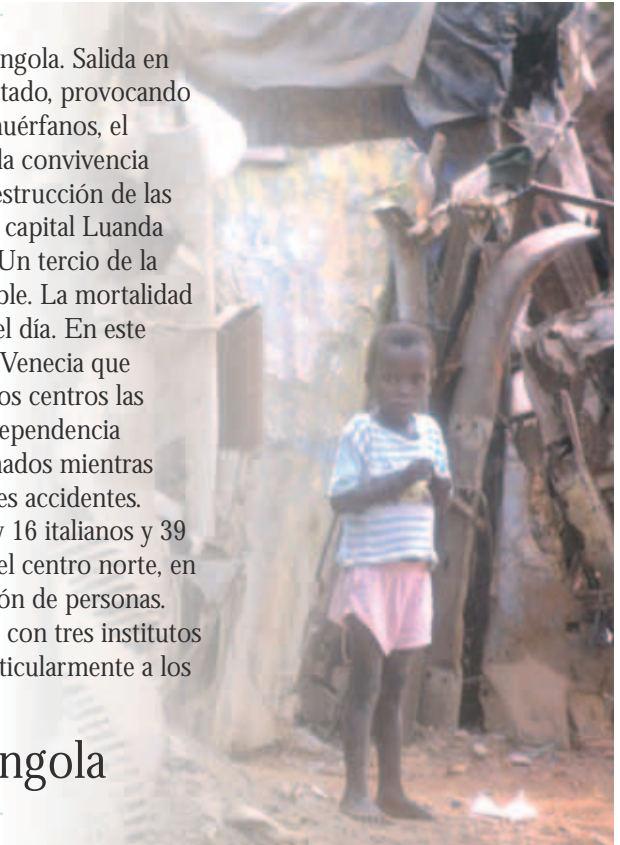 ngola. Salida en
tado, provocando
uérfanos, el
la convivencia
estrucción de las
capital Luanda
Un tercio de la
ble. La mortalidad
el día. En este
Venecia que
os centros las
ependencia
nados mientras
es accidentes.
y 16 italianos y 39
el centro norte, en
ón de personas.
con tres institutos
ticularmente a los
ngola